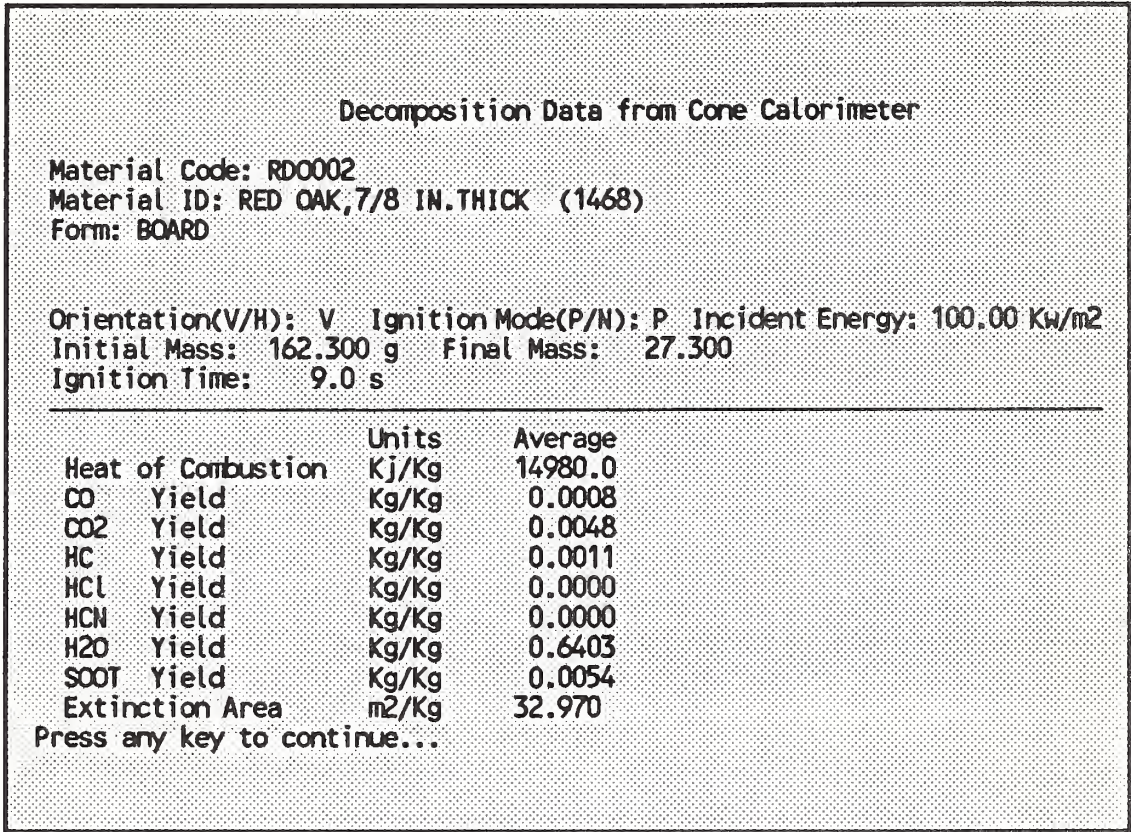 Decomposition Data from Cone Calorimeter
Material Code: RDO002
Material ID: RED OAK,7/8 IN.THICK (1468)
Form: BOARD
Orientation(V/H): V Ignition Mode(P/N): P Incident Energy: 100.00 Kw/m2
Initial Mass: 162.300 g Final Mass: 27.300
Ignition Time: 9.0 s
Units Average
Heat of Combustion Kj/Kg 14980.0
CO Yield Kg/Kg 0.0008
CO2 Yield Kg/Kg 0.0048
HC Yield Kg/Kg 0.0011
HCl Yield Kg/Kg 0.0000
HCN Yield Kg/Kg 0.0000
H2O Yield Kg/Kg 0.6403
SOOT Yield Kg/Kg 0.0054
Extinction Area m2/Kg 32.970
Press any key to continue...